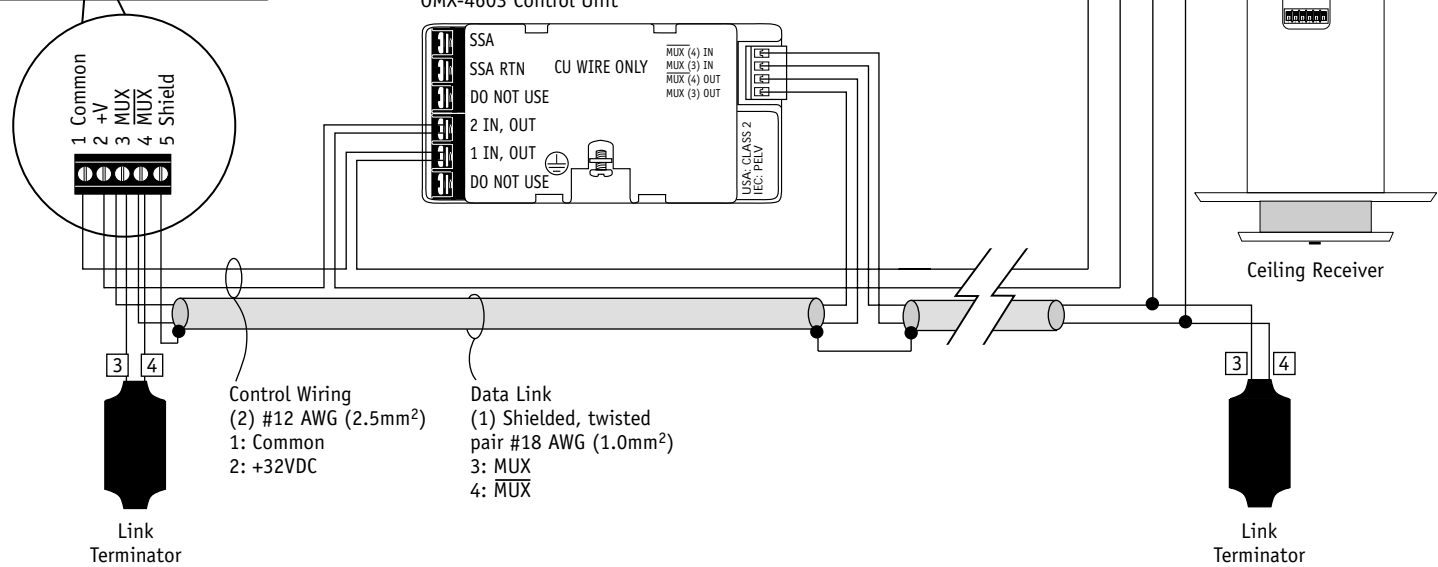 OMX-4603 Control Unit
1 Common
2 +V
3 MUX
4 M̅U̅X̅
5 Shield
SSA
SSA RTN
DO NOT USE
2 IN, OUT
1 IN, OUT
DO NOT USE
CU WIRE ONLY
M̅U̅X̅ (4) IN
MUX (3) IN
M̅U̅X̅ (4) OUT
MUX (3) OUT
USA: CLASS 2
IEC: PELV
Ceiling Receiver
3 4
Link
Terminator
Control Wiring
(2) #12 AWG (2.5mm²)
1: Common
2: +32VDC
Data Link
(1) Shielded, twisted
pair #18 AWG (1.0mm²)
3: MUX
4: M̅U̅X̅
3 4
Link
Terminator